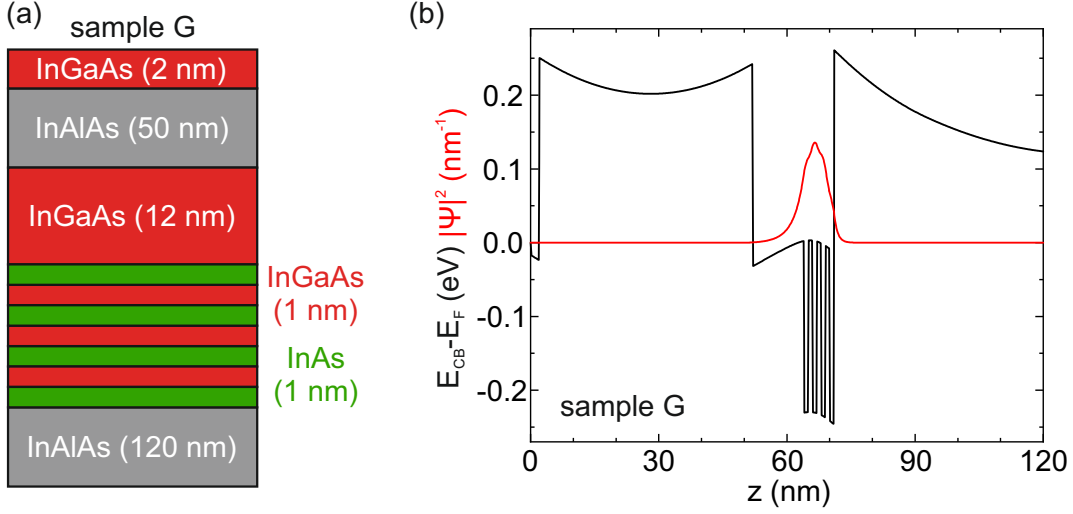 (a)
sample G
InGaAs (2 nm)
InAlAs (50 nm)
InGaAs (12 nm)
InGaAs
(1 nm)
InAs
(1 nm)
InAlAs (120 nm)
(b)
E_CB-E_F (eV) |Ψ|² (nm⁻¹)
0.2
0.1
0.0
-0.1
-0.2
sample G
0 30 60 90 120
z (nm)